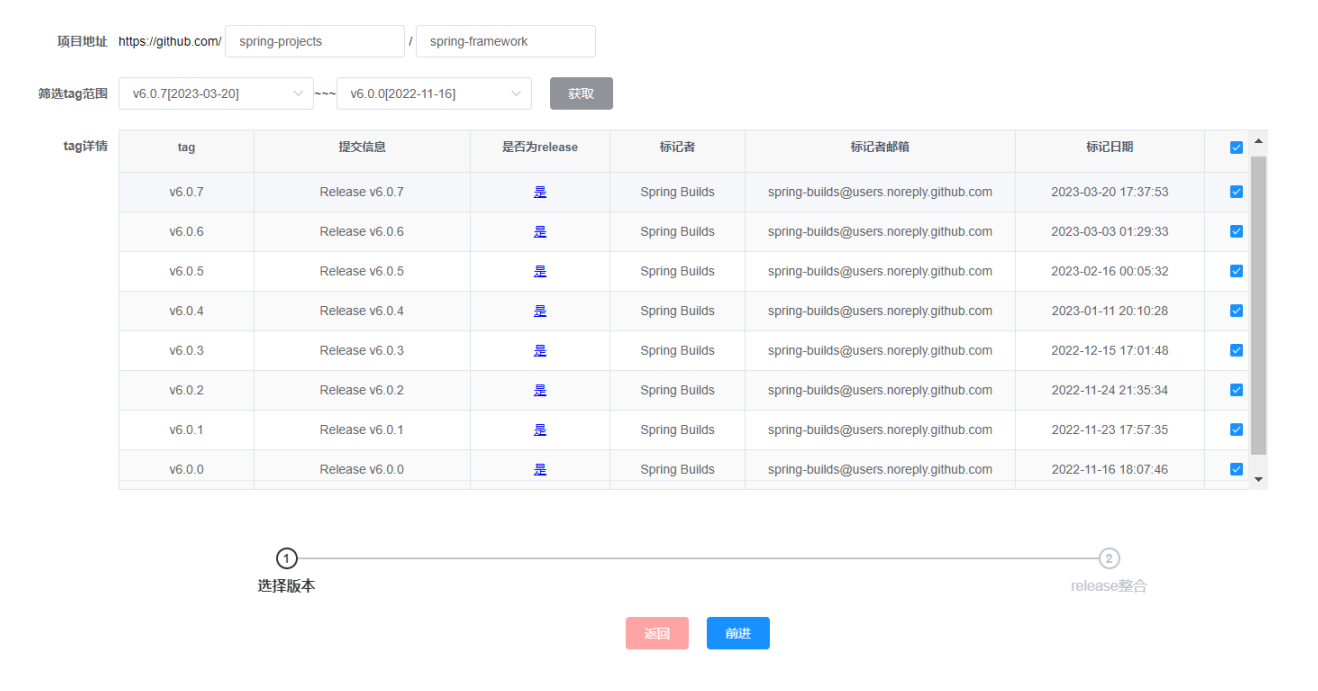 项目地址 https://github.com/ spring-projects / spring-framework
筛选tag范围 v6.0.7[2023-03-20] ~~~ v6.0.0[2022-11-16] 获取
tag详情 tag 提交信息 是否为release 标记者 标记者邮箱 标记日期
v6.0.7 Release v6.0.7 是 Spring Builds spring-builds@users.noreply.github.com 2023-03-20 17:37:53
v6.0.6 Release v6.0.6 是 Spring Builds spring-builds@users.noreply.github.com 2023-03-03 01:29:33
v6.0.5 Release v6.0.5 是 Spring Builds spring-builds@users.noreply.github.com 2023-02-16 00:05:32
v6.0.4 Release v6.0.4 是 Spring Builds spring-builds@users.noreply.github.com 2023-01-11 20:10:28
v6.0.3 Release v6.0.3 是 Spring Builds spring-builds@users.noreply.github.com 2022-12-15 17:01:48
v6.0.2 Release v6.0.2 是 Spring Builds spring-builds@users.noreply.github.com 2022-11-24 21:35:34
v6.0.1 Release v6.0.1 是 Spring Builds spring-builds@users.noreply.github.com 2022-11-23 17:57:35
v6.0.0 Release v6.0.0 是 Spring Builds spring-builds@users.noreply.github.com 2022-11-16 18:07:46
1 2
选择版本 release整合
返回 前进